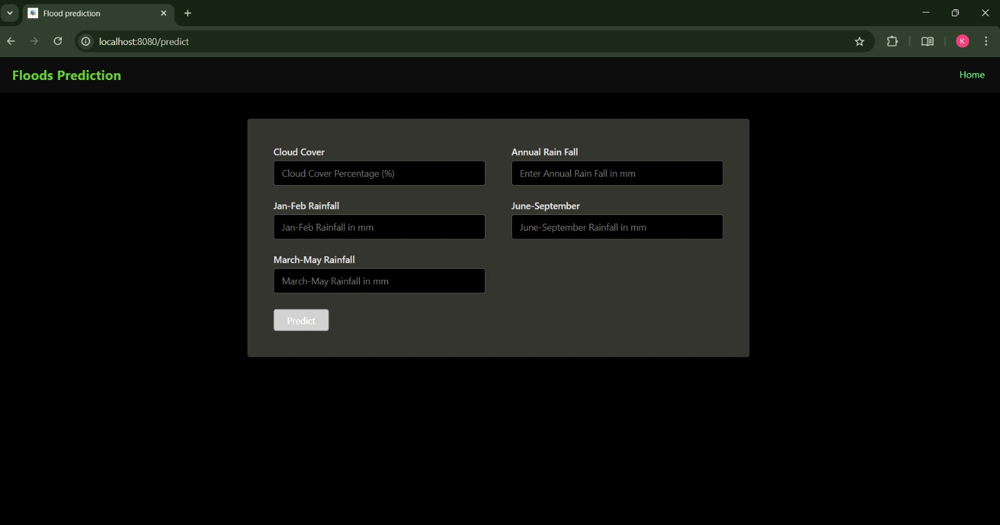 Flood prediction
localhost:8080/predict
K
Floods Prediction
Home
Cloud Cover
Cloud Cover Percentage (%)
Annual Rain Fall
Enter Annual Rain Fall in mm
Jan-Feb Rainfall
Jan-Feb Rainfall in mm
June-September
June-September Rainfall in mm
March-May Rainfall
March-May Rainfall in mm
Predict